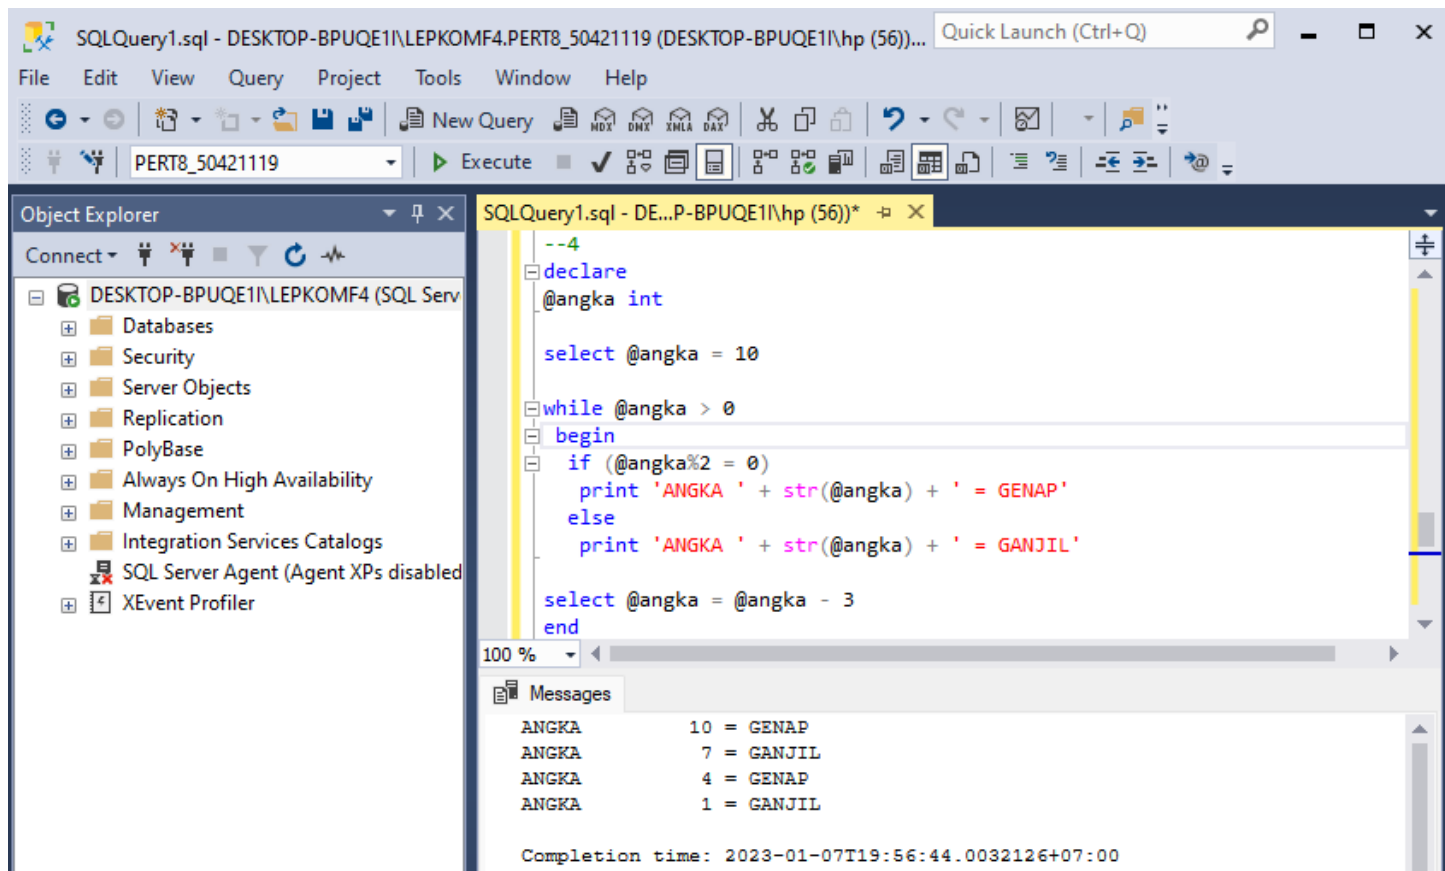 SQLQuery1.sql - DESKTOP-BPUQE1I\LEPKOMF4.PERT8_50421119 (DESKTOP-BPUQE1I\hp (56))...
Quick Launch (Ctrl+Q)
File Edit View Query Project Tools Window Help
New Query MDX DMX XMLA DAX
PERT8_50421119 Execute
Object Explorer
SQLQuery1.sql - DE...P-BPUQE1I\hp (56))*
Connect
DESKTOP-BPUQE1I\LEPKOMF4 (SQL Serv
Databases
Security
Server Objects
Replication
PolyBase
Always On High Availability
Management
Integration Services Catalogs
SQL Server Agent (Agent XPs disabled
XEvent Profiler
--4
declare
@angka int
select @angka = 10
while @angka > 0
begin
if (@angka%2 = 0)
print 'ANGKA ' + str(@angka) + ' = GENAP'
else
print 'ANGKA ' + str(@angka) + ' = GANJIL'
select @angka = @angka - 3
end
100 %
Messages
ANGKA         10 = GENAP
ANGKA          7 = GANJIL
ANGKA          4 = GENAP
ANGKA          1 = GANJIL
Completion time: 2023-01-07T19:56:44.0032126+07:00